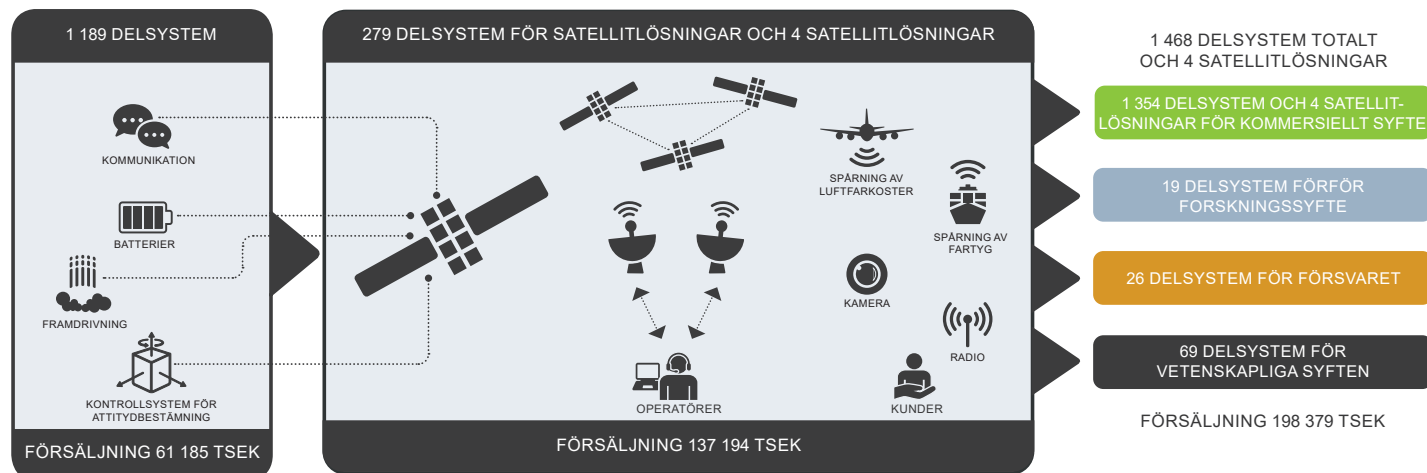 1 189 DELSYSTEM
KOMMUNIKATION
BATTERIER
FRAMDRIVNING
KONTROLLSYSTEM FÖR
ATTITYDBESTÄMNING
FÖRSÄLJNING 61 185 TSEK
279 DELSYSTEM FÖR SATELLITLÖSNINGAR OCH 4 SATELLITLÖSNINGAR
SPÅRNING AV
LUFTFARKOSTER
SPÅRNING AV
FARTYG
KAMERA
RADIO
OPERATÖRER
KUNDER
FÖRSÄLJNING 137 194 TSEK
1 468 DELSYSTEM TOTALT
OCH 4 SATELLITLÖSNINGAR
1 354 DELSYSTEM OCH 4 SATELLIT-
LÖSNINGAR FÖR KOMMERSIELLT SYFTE
19 DELSYSTEM FÖRFÖR
FORSKNINGSSYFTE
26 DELSYSTEM FÖR FÖRSVARET
69 DELSYSTEM FÖR
VETENSKAPLIGA SYFTEN
FÖRSÄLJNING 198 379 TSEK